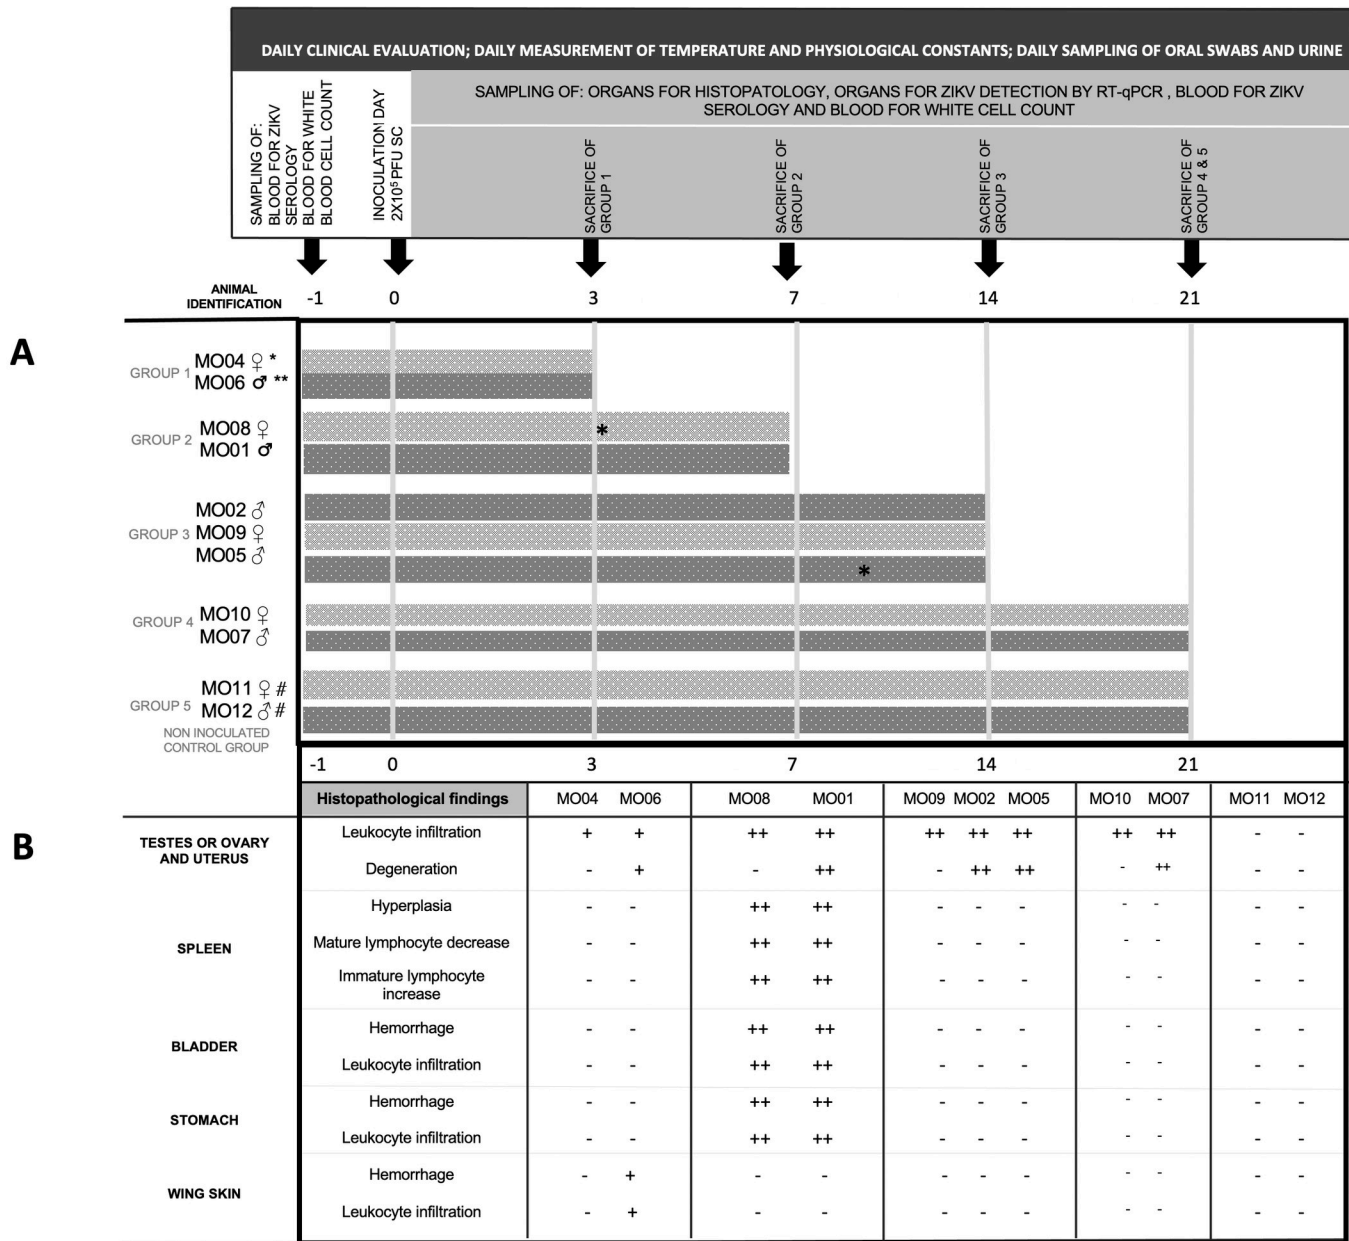 DAILY CLINICAL EVALUATION; DAILY MEASUREMENT OF TEMPERATURE AND PHYSIOLOGICAL CONSTANTS; DAILY SAMPLING OF ORAL SWABS AND URINE
SAMPLING OF:
BLOOD FOR ZIKV
SEROLOGY
BLOOD FOR WHITE
BLOOD CELL COUNT
INOCULATION DAY
2X10⁵ PFU SC
SAMPLING OF: ORGANS FOR HISTOPATOLOGY, ORGANS FOR ZIKV DETECTION BY RT-qPCR , BLOOD FOR ZIKV
SEROLOGY AND BLOOD FOR WHITE CELL COUNT
SACRIFICE OF
GROUP 1
SACRIFICE OF
GROUP 2
SACRIFICE OF
GROUP 3
SACRIFICE OF
GROUP 4 & 5
ANIMAL
IDENTIFICATION
-1 0 3 7 14 21
A
GROUP 1
MO04 ♀ *
MO06 ♂ **
GROUP 2
MO08 ♀
*
MO01 ♂
GROUP 3
MO02 ♂
MO09 ♀
MO05 ♂
*
GROUP 4
MO10 ♀
MO07 ♂
GROUP 5
MO11 ♀ #
MO12 ♂ #
NON INOCULATED
CONTROL GROUP
-1 0 3 7 14 21
Histopathological findings MO04 MO06 MO08 MO01 MO09 MO02 MO05 MO10 MO07 MO11 MO12
B
TESTES OR OVARY
AND UTERUS
Leukocyte infiltration + + ++ ++ ++ ++ ++ ++ ++ - -
Degeneration - + - ++ - ++ ++ - ++ - -
SPLEEN
Hyperplasia - - ++ ++ - - - - - - -
Mature lymphocyte decrease - - ++ ++ - - - - - - -
Immature lymphocyte
increase - - ++ ++ - - - - - - -
BLADDER
Hemorrhage - - ++ ++ - - - - - - -
Leukocyte infiltration - - ++ ++ - - - - - - -
STOMACH
Hemorrhage - - ++ ++ - - - - - - -
Leukocyte infiltration - - ++ ++ - - - - - - -
WING SKIN
Hemorrhage - + - - - - - - - - -
Leukocyte infiltration - + - - - - - - - - -